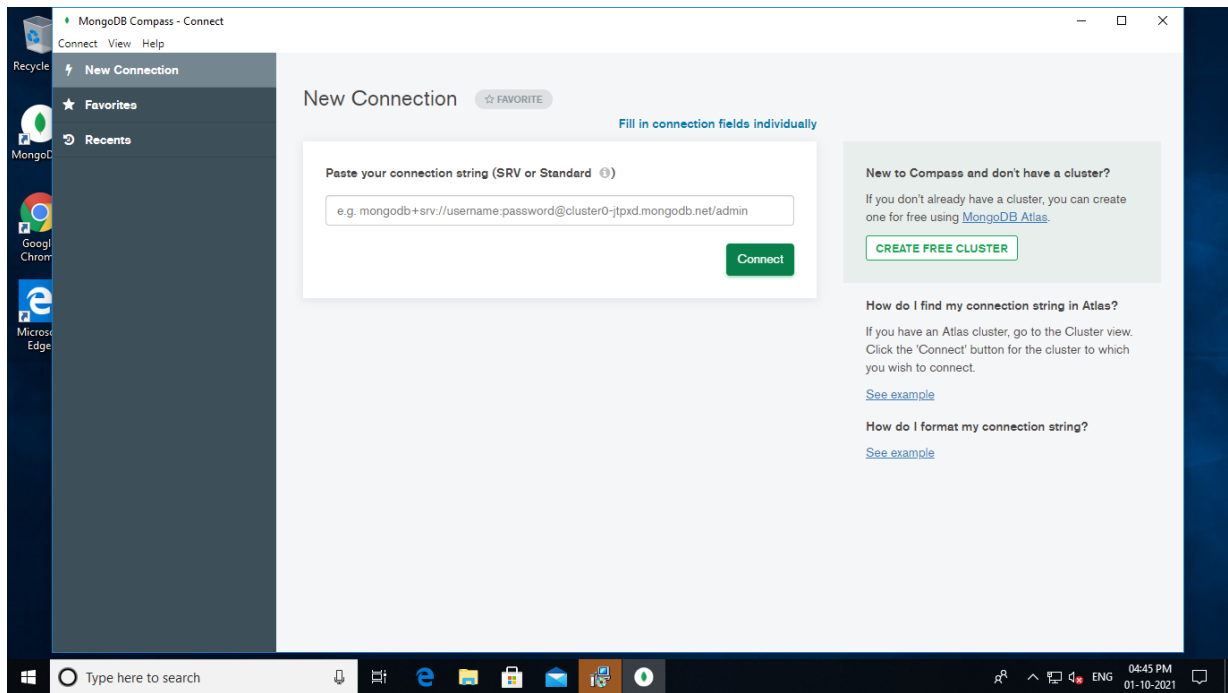 MongoDB Compass - Connect
Connect View Help
Recycle
New Connection
Favorites
Recents
MongoD
Google
Chrom
Micros
Edge
New Connection
FAVORITE
Fill in connection fields individually
Paste your connection string (SRV or Standard )
e.g. mongodb+srv://username:password@cluster0-jtpxd.mongodb.net/admin
Connect
New to Compass and don't have a cluster?
If you don't already have a cluster, you can create
one for free using MongoDB Atlas.
CREATE FREE CLUSTER
How do I find my connection string in Atlas?
If you have an Atlas cluster, go to the Cluster view.
Click the 'Connect' button for the cluster to which
you wish to connect.
See example
How do I format my connection string?
See example
Type here to search
ENG
04:45 PM
01-10-2021